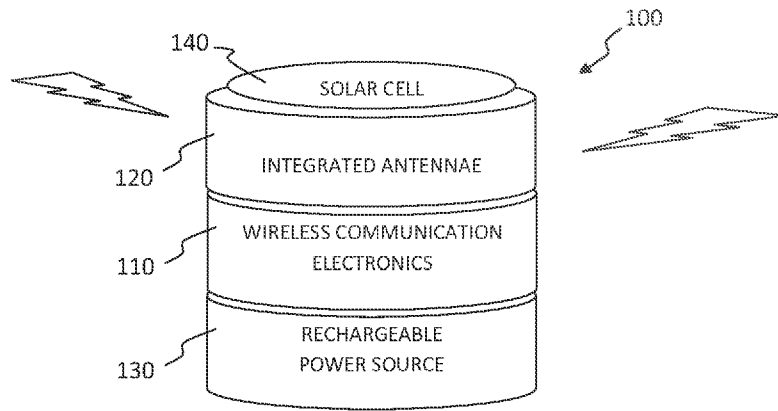 100
140
SOLAR CELL
120
INTEGRATED ANTENNAE
110
WIRELESS COMMUNICATION
ELECTRONICS
130
RECHARGEABLE
POWER SOURCE